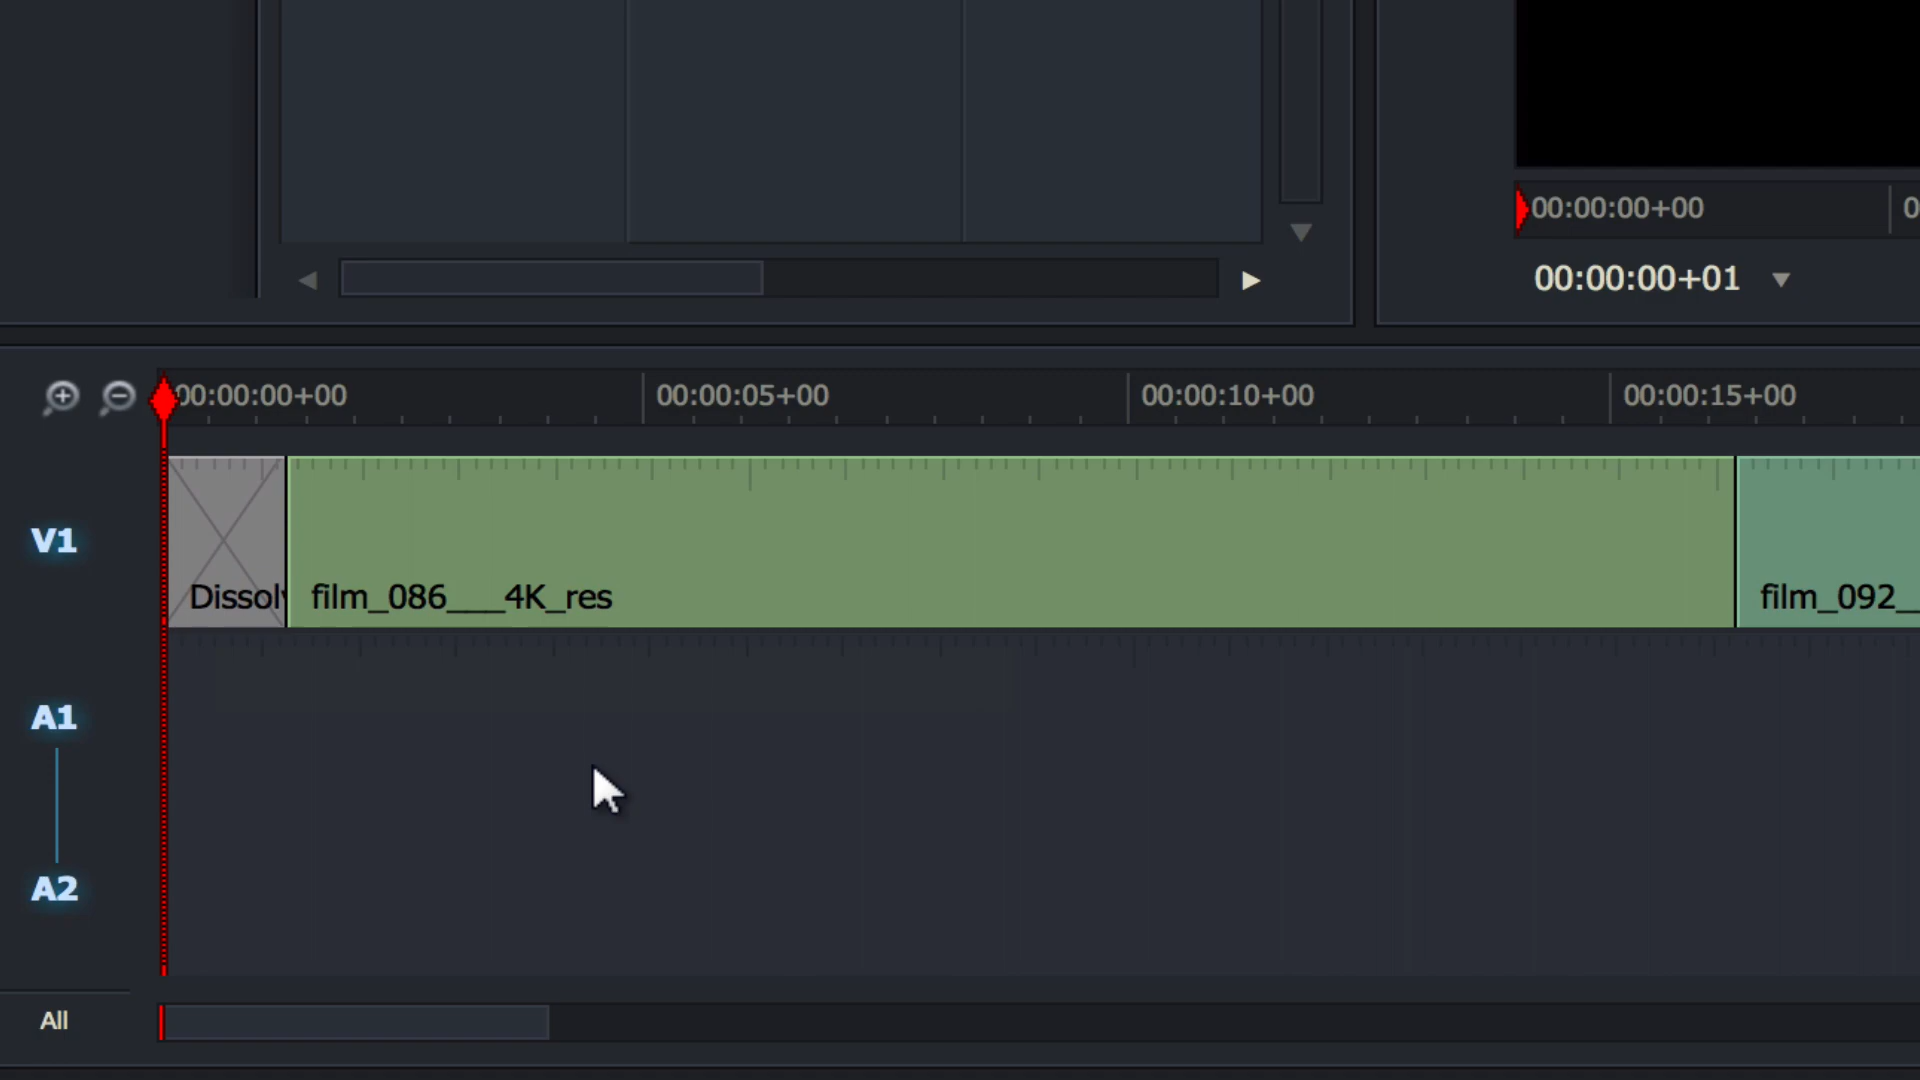 00:00:00+00
00:00:00+01
00:00:00+00 00:00:05+00 00:00:10+00 00:00:15+00
V1
Dissolv film_086___4K_res film_092_
A1
A2
All